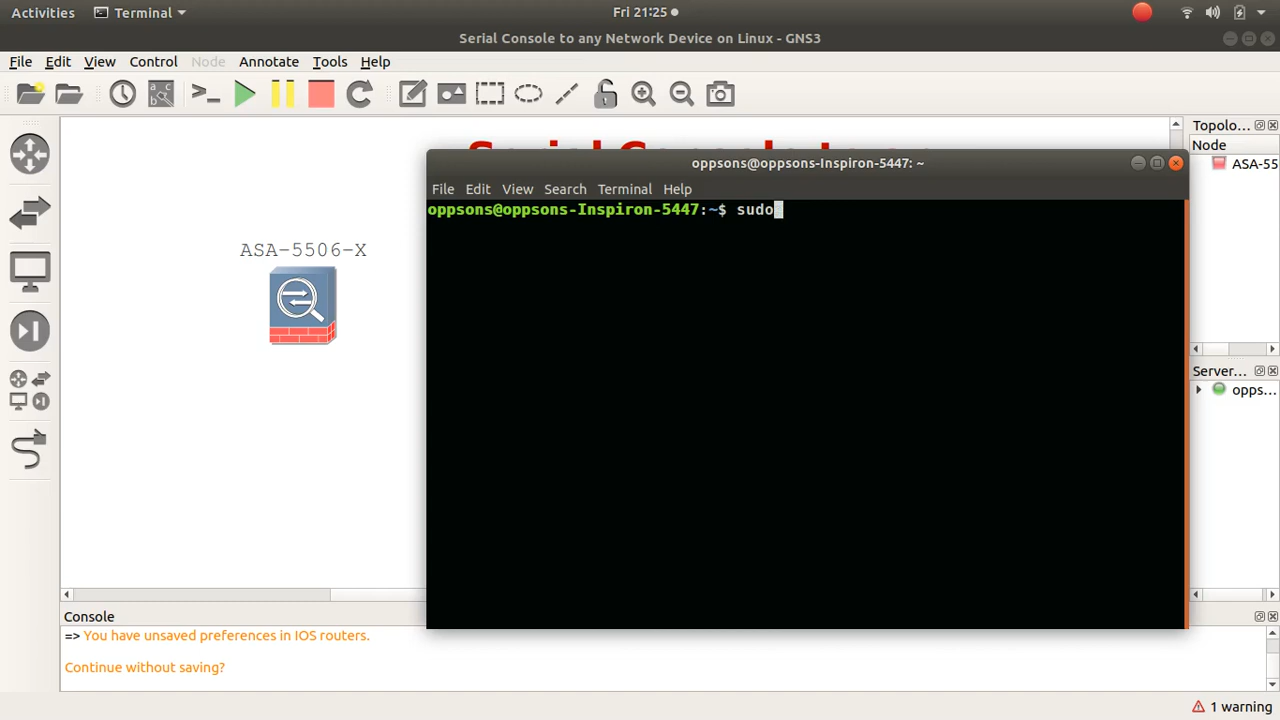 Activities Terminal Fri 21:25
Serial Console to any Network Device on Linux - GNS3
File Edit View Control Node Annotate Tools Help
Topolo...
Node
ASA-55
oppsons@oppsons-Inspiron-5447: ~
File Edit View Search Terminal Help
oppsons@oppsons-Inspiron-5447:~$ sudo
ASA-5506-X
Server...
opps...
Console
=> You have unsaved preferences in IOS routers.
Continue without saving?
1 warning